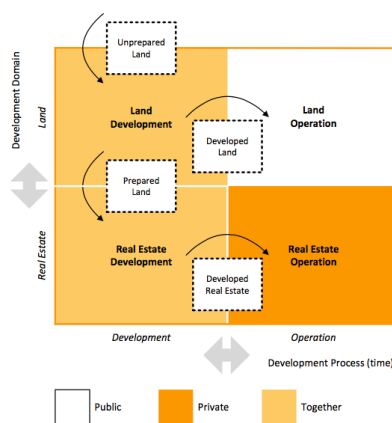 Unprepared
Land
Development Domain
Land
Land
Development
Land
Operation
Developed
Land
Prepared
Land
Real Estate
Real Estate
Development
Real Estate
Operation
Developed
Real Estate
Development
Operation
Development Process (time)
Public
Private
Together